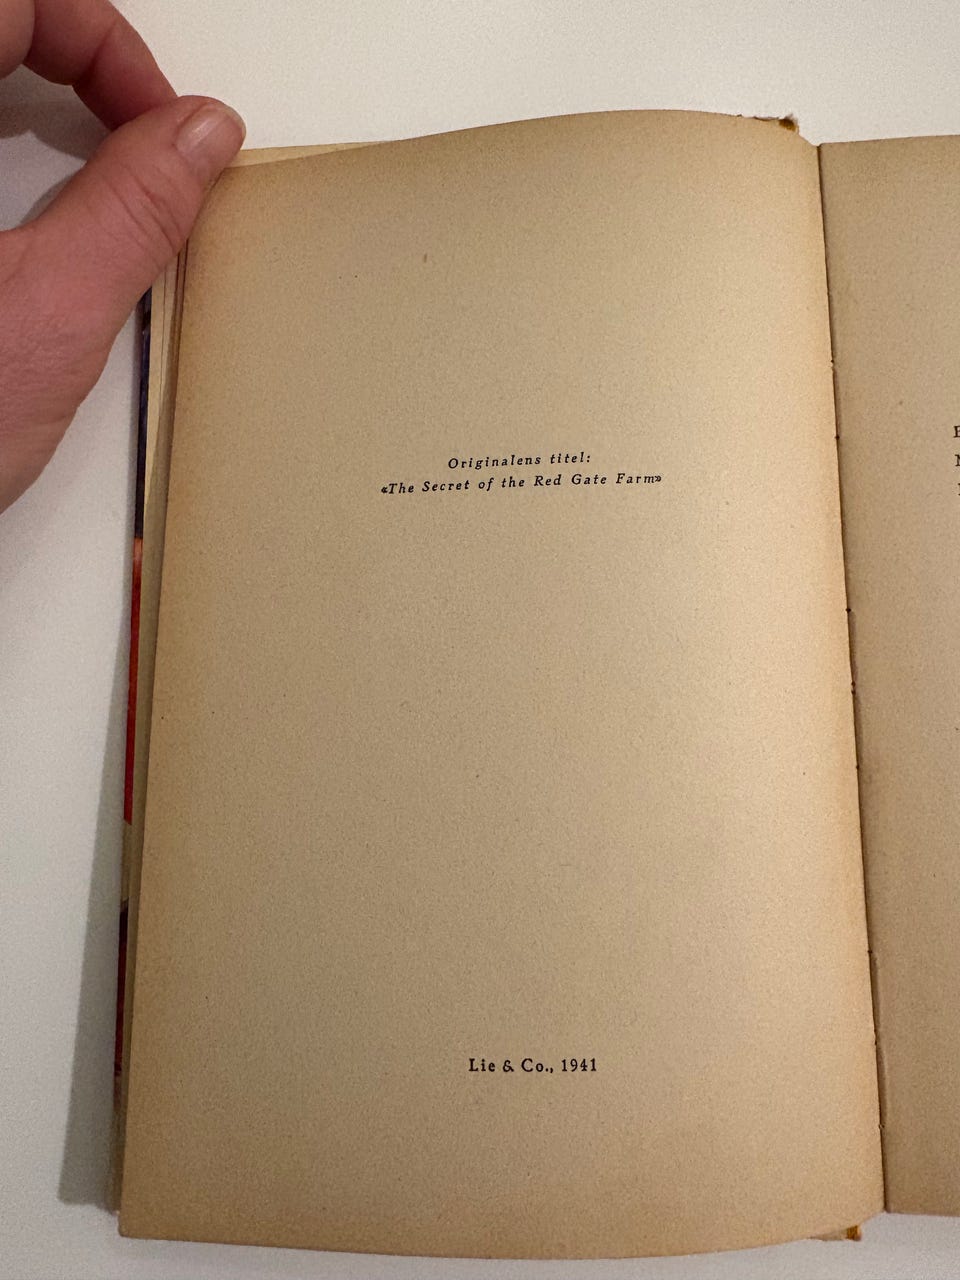 Originalens titel:
«The Secret of the Red Gate Farm»
Lie & Co., 1941